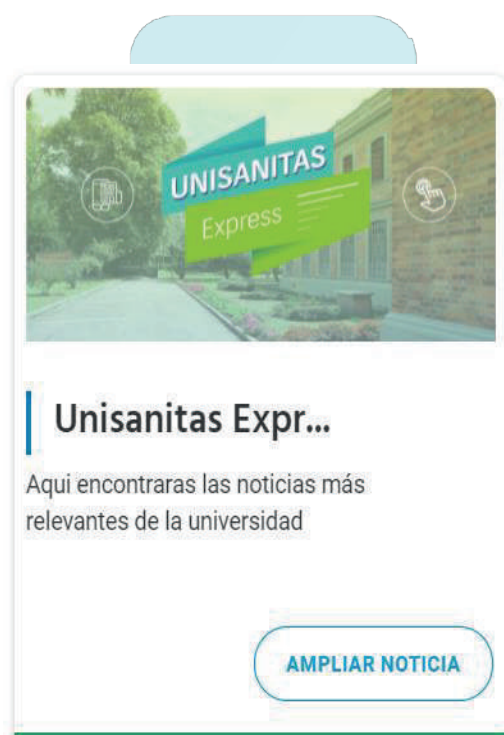 UNISANITAS
Express
Unisanitas Expr...
Aqui encontraras las noticias más
relevantes de la universidad
AMPLIAR NOTICIA